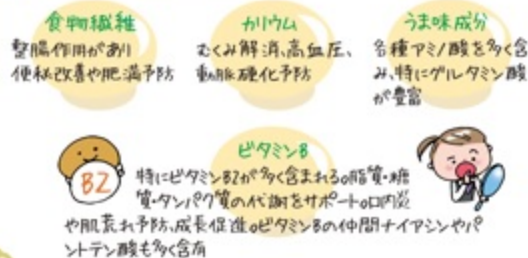 食物繊維
整腸作用があり
便秘改善や肥満予防
カリウム
むくみ解消、高血圧、
動脈硬化予防
うま味成分
各種アミノ酸を多く含
み、特にグルタミン酸
が豊富
ビタミンB
B2
特にビタミンB2が多く含まれる。脂質・糖
質・タンパク質の代謝をサポート。口内炎
や肌荒れ予防、成長促進。ビタミンBの仲間ナイアシンやパ
ントテン酸も多く含有